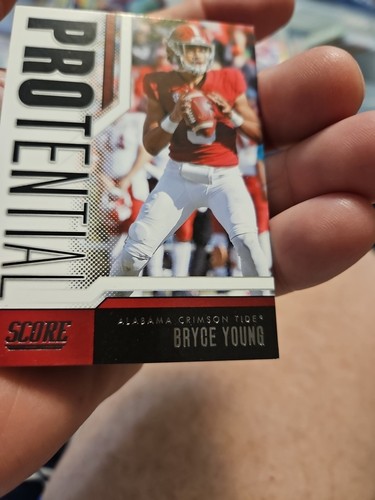 PROTENTIAL
SCORE
ALABAMA CRIMSON TIDE®
BRYCE YOUNG